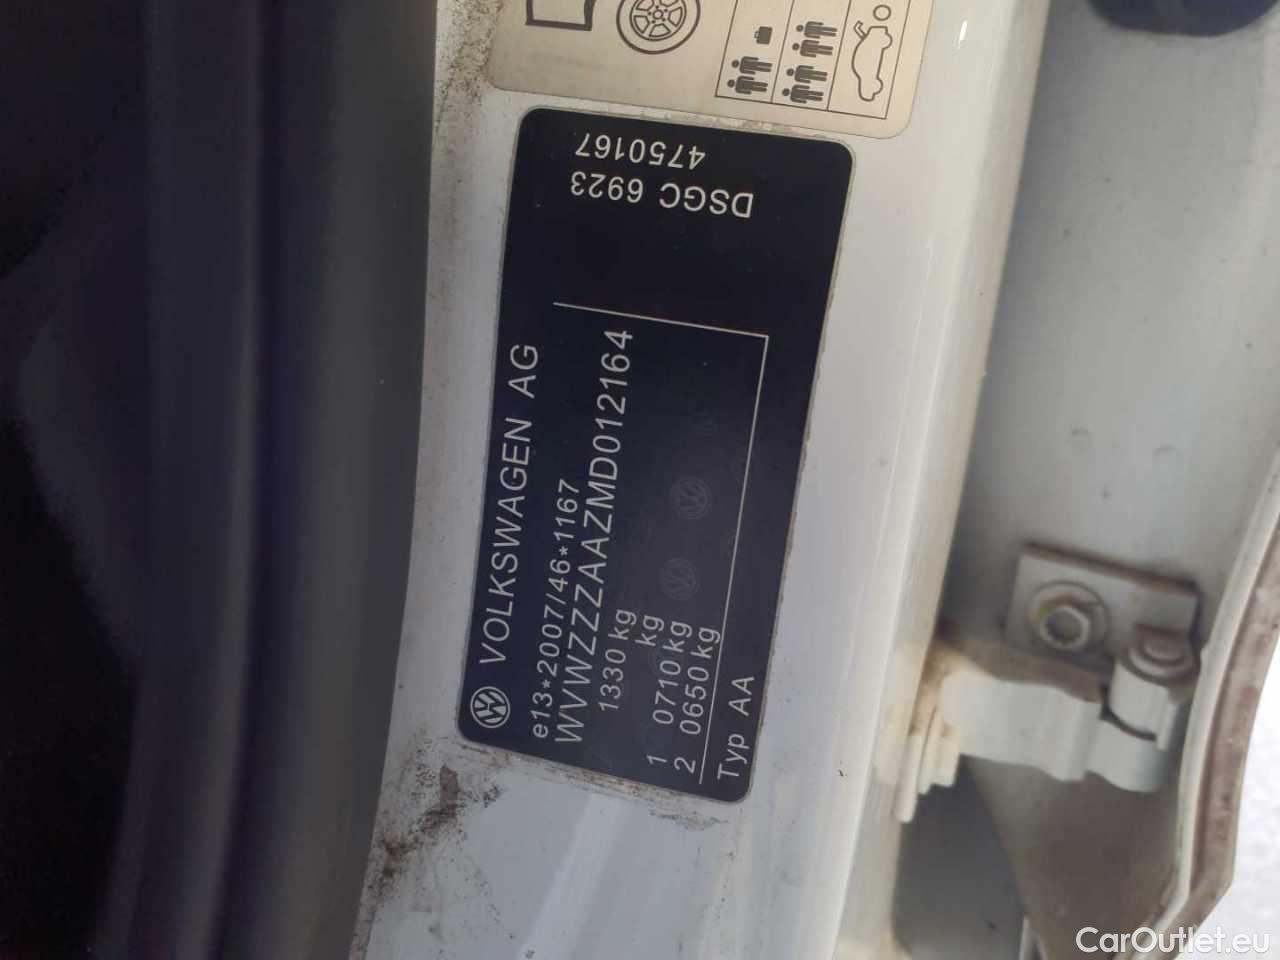 VOLKSWAGEN AG
e13*2007/46*1167
WVWZZZAAZMD012164
1330 kg
kg
1 0710 kg
2 0650 kg
Typ AA
DSGC 6923
4750167
CarOutlet.eu